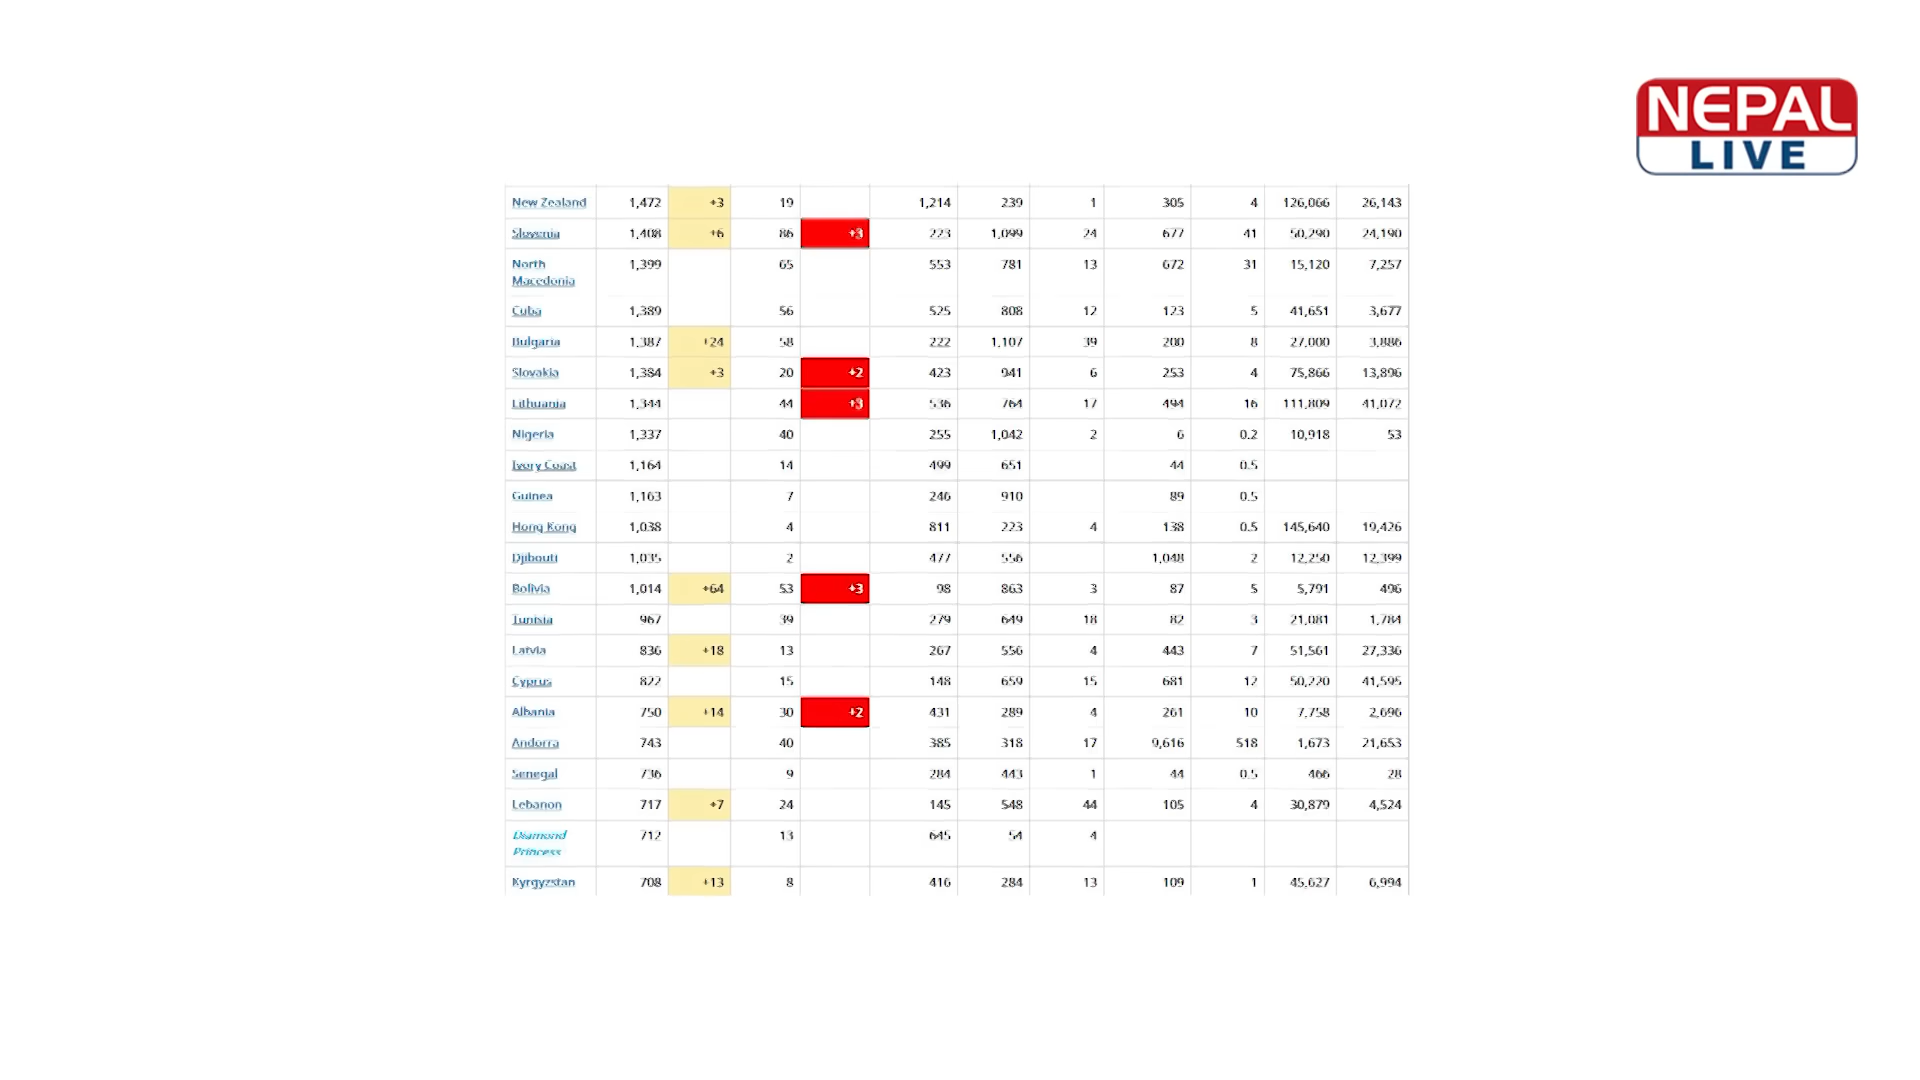 NEPAL
LIVE
New Zealand 1,472 +3 19 1,214 239 1 305 4 126,066 26,143
Slovenia 1,408 +6 86 +3 223 1,099 24 677 41 50,290 24,190
North Macedonia 1,399 65 553 781 13 672 31 15,120 7,257
Cuba 1,389 56 525 808 12 123 5 41,651 3,677
Bulgaria 1,387 +24 58 222 1,107 39 200 8 27,000 3,886
Slovakia 1,384 +3 20 +2 423 941 6 253 4 75,866 13,896
Lithuania 1,344 44 +3 536 764 17 494 16 111,809 41,072
Nigeria 1,337 40 255 1,042 2 6 0.2 10,918 53
Ivory Coast 1,164 14 499 651 44 0.5
Guinea 1,163 7 246 910 89 0.5
Hong Kong 1,038 4 811 223 4 138 0.5 145,640 19,426
Djibouti 1,035 2 477 556 1,048 2 12,250 12,399
Bolivia 1,014 +64 53 +3 98 863 3 87 5 5,791 496
Tunisia 967 39 279 649 18 82 3 21,081 1,784
Latvia 836 +18 13 267 556 4 443 7 51,561 27,336
Cyprus 822 15 148 659 15 681 12 50,220 41,595
Albania 750 +14 30 +2 431 289 4 261 10 7,758 2,696
Andorra 743 40 385 318 17 9,616 518 1,673 21,653
Senegal 736 9 284 443 1 44 0.5 466 28
Lebanon 717 +7 24 145 548 44 105 4 30,879 4,524
Diamond Princess 712 13 645 54 4
Kyrgyzstan 708 +13 8 416 284 13 109 1 45,627 6,994